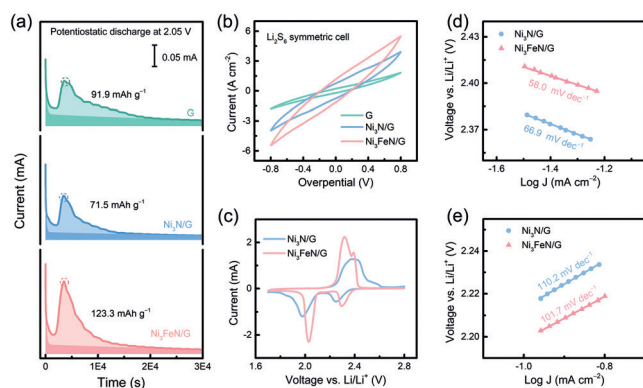 (a)
Potentiostatic discharge at 2.05 V
0.05 mA
91.9 mAh g⁻¹
G
71.5 mAh g⁻¹
Ni₃N/G
123.3 mAh g⁻¹
Ni₃FeN/G
Current (mA)
0 1E4 2E4 3E4
Time (s)
(b)
Li₂S₆ symmetric cell
6
3
0
-3
-6
G
Ni₃N/G
Ni₃FeN/G
Current (A cm⁻²)
-0.8 -0.4 0.0 0.4 0.8
Overpential (V)
(c)
Ni₃N/G
Ni₃FeN/G
2
0
-2
Current (mA)
1.6 2.0 2.4 2.8
Voltage vs. Li/Li⁺ (V)
(d)
Ni₃N/G
Ni₃FeN/G
2.43
2.40
2.37
58.0 mV dec⁻¹
66.9 mV dec⁻¹
Voltage vs. Li/Li⁺ (V)
-1.6 -1.4 -1.2
Log J (mA cm⁻²)
(e)
Ni₃N/G
Ni₃FeN/G
2.24
2.22
2.20
110.2 mV dec⁻¹
101.7 mV dec⁻¹
Voltage vs. Li/Li⁺ (V)
-1.0 -0.9 -0.8
Log J (mA cm⁻²)